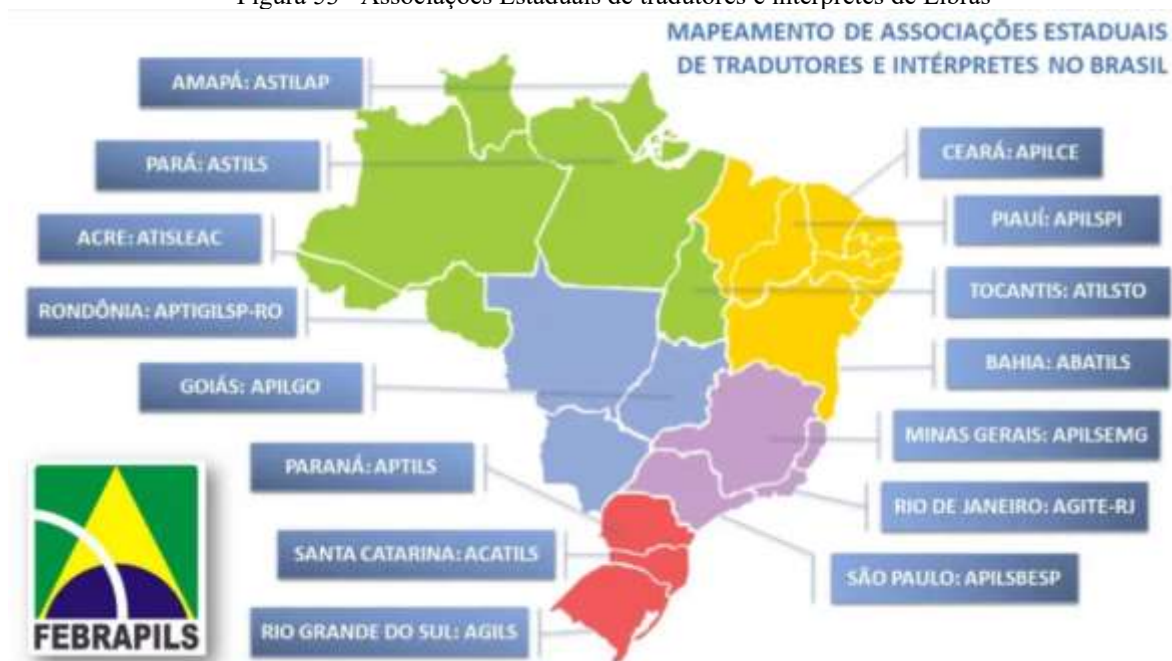 Figura 53 - Associações Estaduais de tradutores e intérpretes de Libras
MAPEAMENTO DE ASSOCIAÇÕES ESTADUAIS
DE TRADUTORES E INTÉRPRETES NO BRASIL
AMAPÁ: ASTILAP
PARÁ: ASTILS
ACRE: ATISLEAC
RONDÔNIA: APTIGILSP-RO
GOIÁS: APILGO
PARANÁ: APTILS
SANTA CATARINA: ACATILS
RIO GRANDE DO SUL: AGILS
CEARÁ: APILCE
PIAUÍ: APILSPI
TOCANTIS: ATILSTO
BAHIA: ABATILS
MINAS GERAIS: APILSEMG
RIO DE JANEIRO: AGITE-RJ
SÃO PAULO: APILSBESP
FEBRAPILS